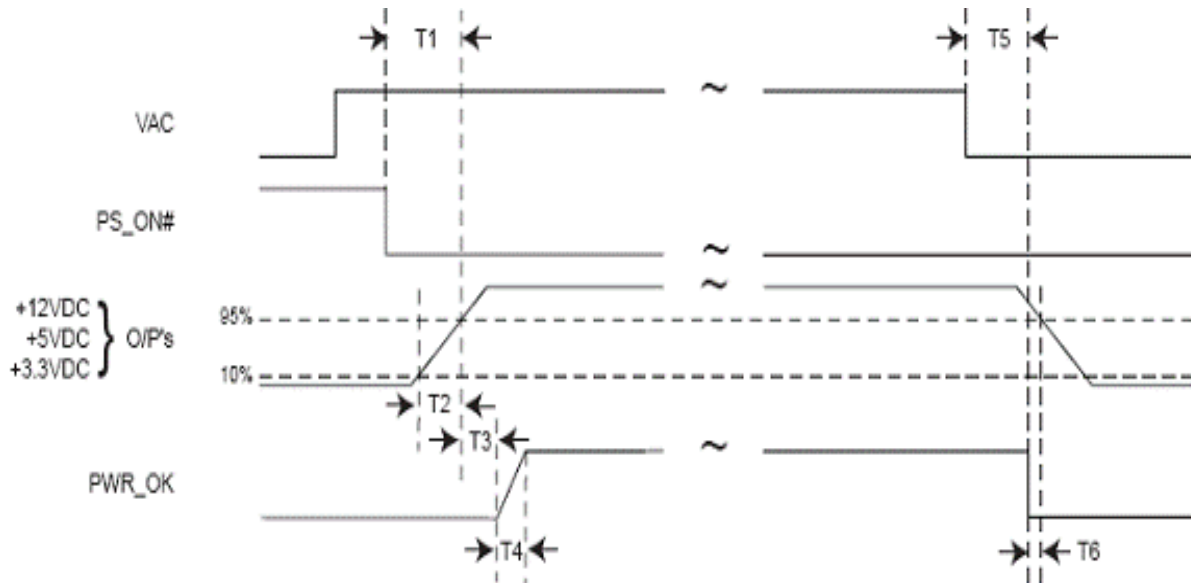 T1
T5
VAC
~
PS_ON#
~
+12VDC
+5VDC
+3.3VDC
} O/P's
95%
10%
~
T2
T3
PWR_OK
~
T4
T6